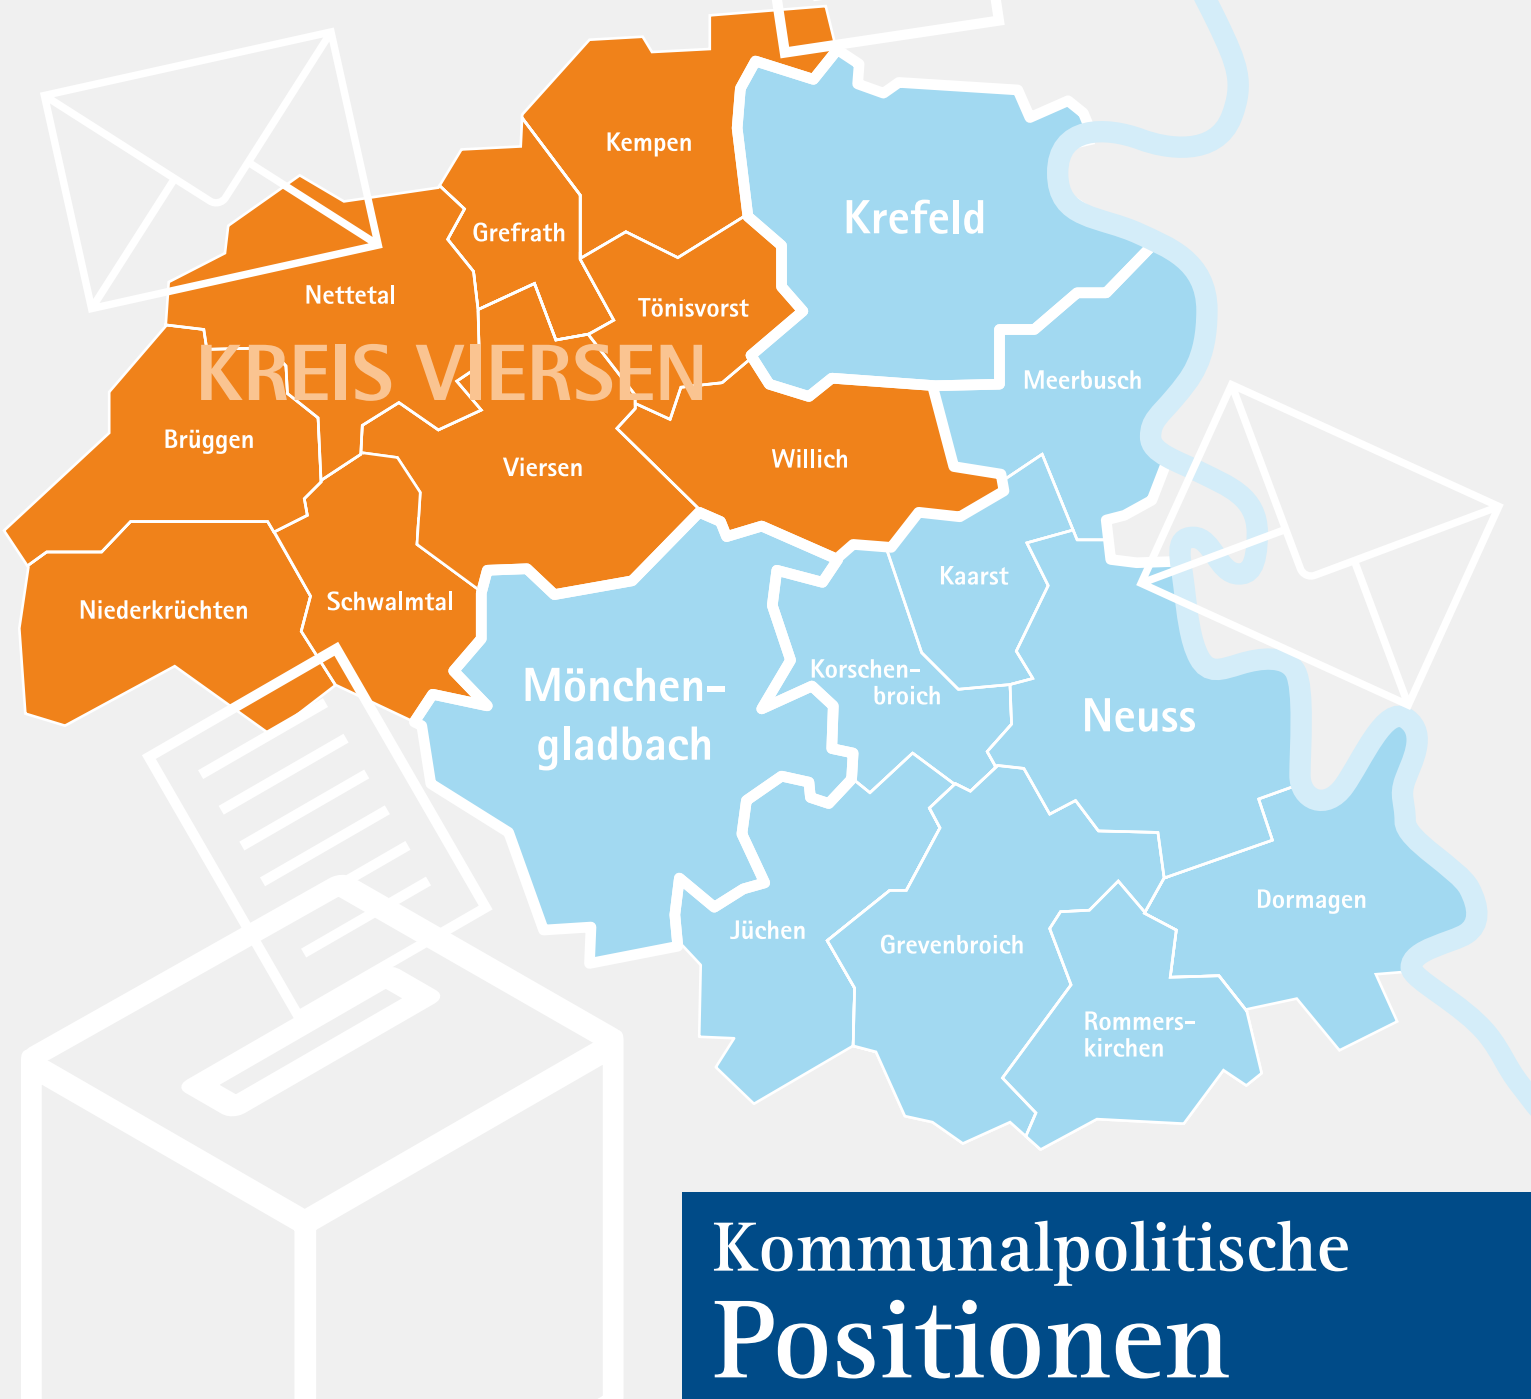 Kempen
Krefeld
Grefrath
Nettetal
Tönisvorst
KREIS VIERSEN
Meerbusch
Brüggen
Viersen
Willich
Kaarst
Niederkrüchten
Schwalmtal
Korschen-
broich
Mönchen-
gladbach
Neuss
Dormagen
Jüchen
Grevenbroich
Rommers-
kirchen
Kommunalpolitische
Positionen